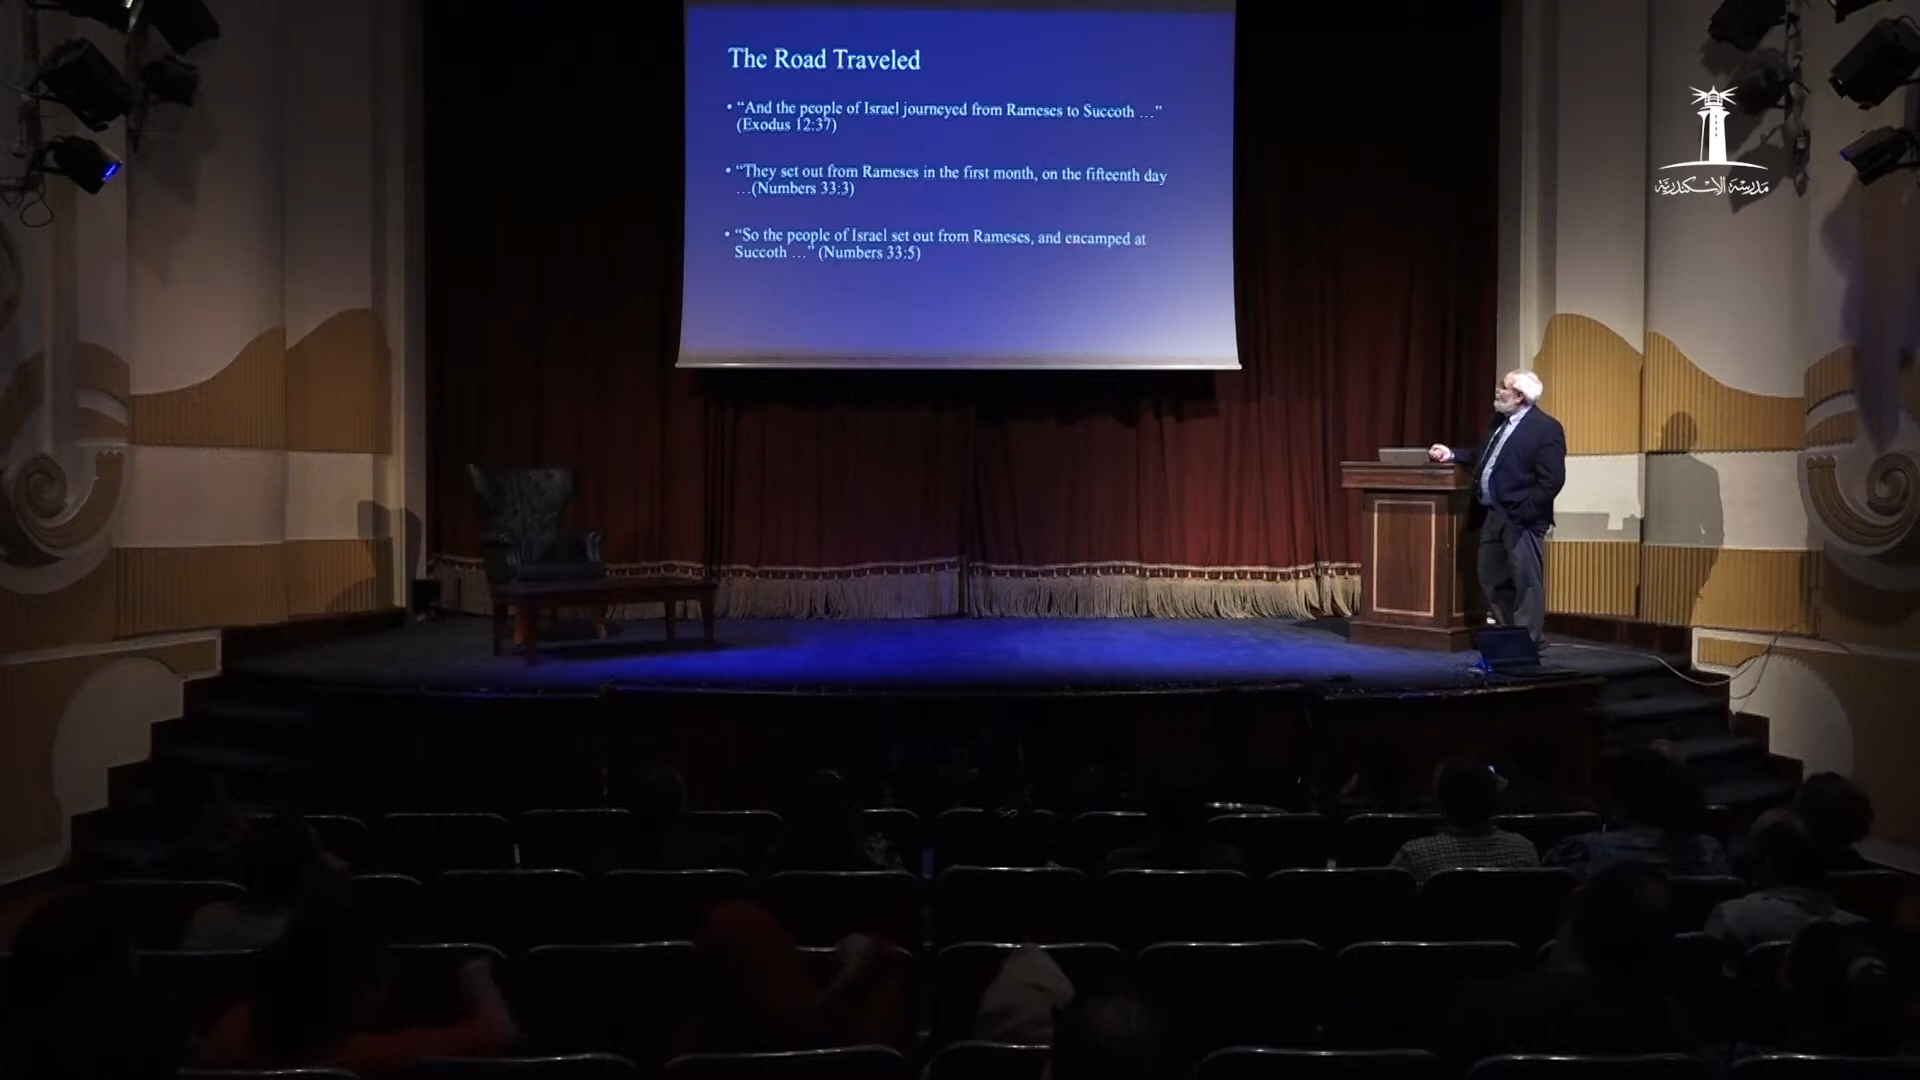 The Road Traveled
• “And the people of Israel journeyed from Rameses to Succoth …”
(Exodus 12:37)
• “They set out from Rameses in the first month, on the fifteenth day
…(Numbers 33:3)
• “So the people of Israel set out from Rameses, and encamped at
Succoth …” (Numbers 33:5)
مدرسة الإسكندرية